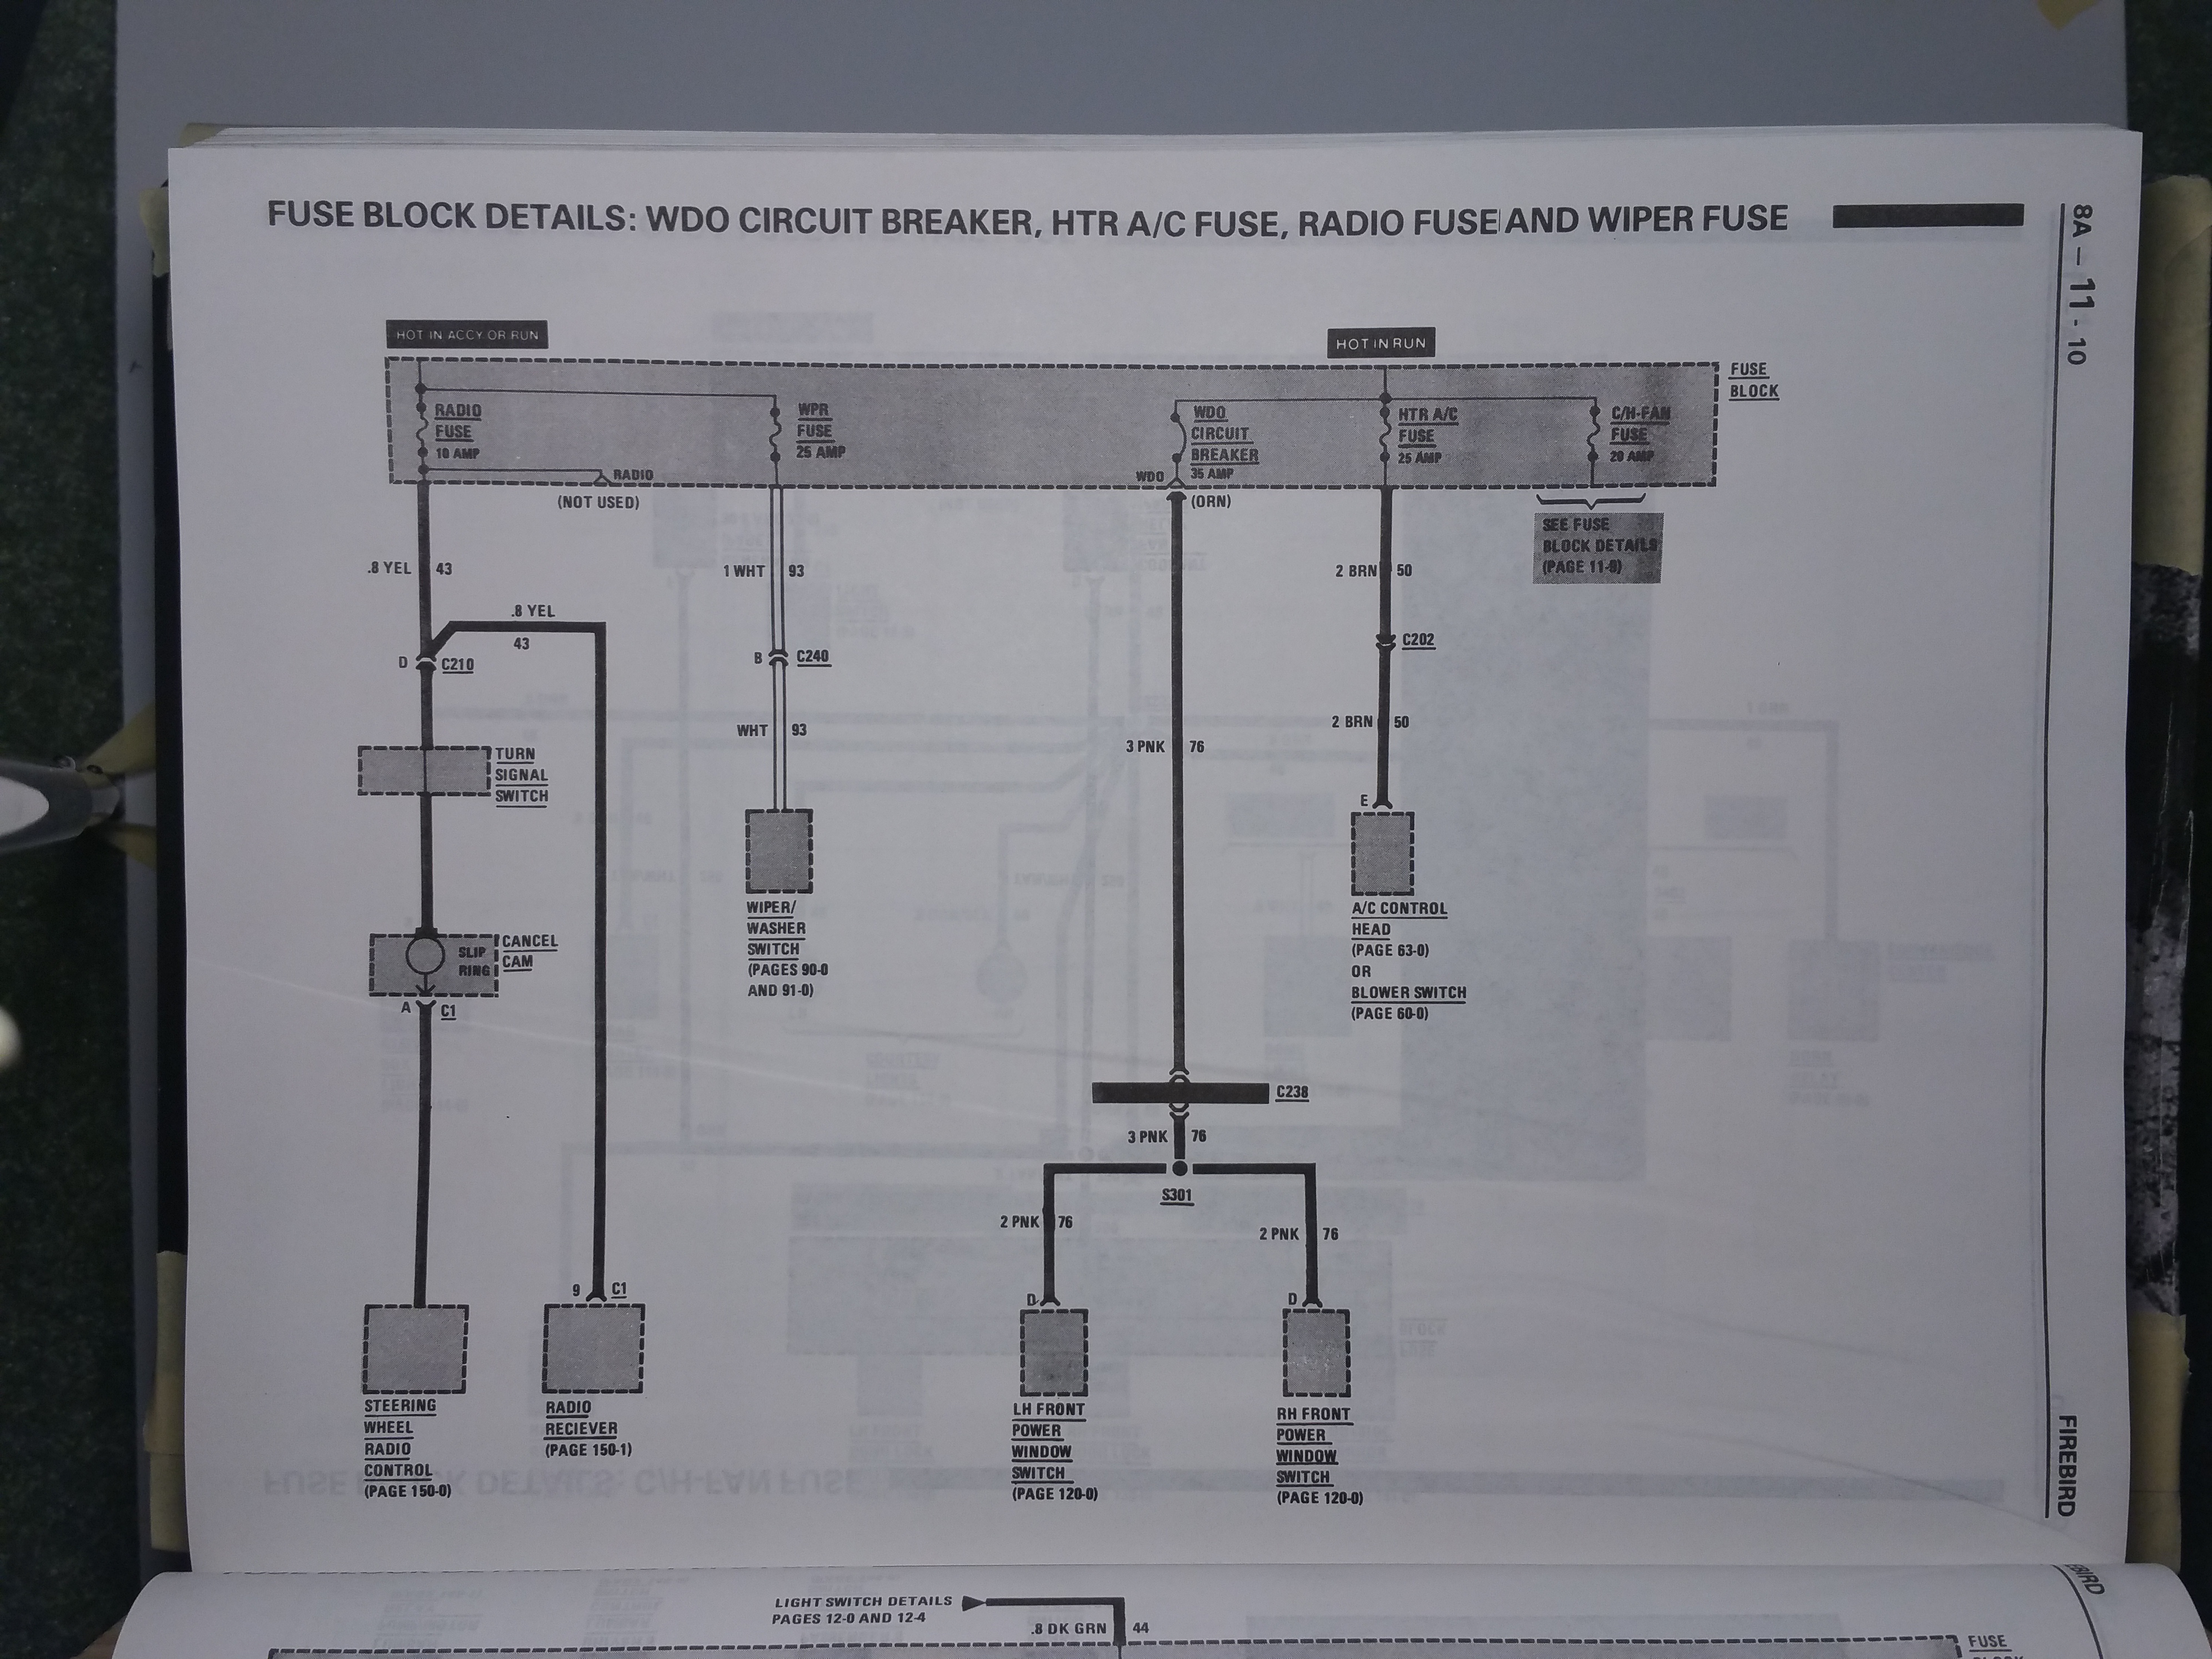 FUSE BLOCK DETAILS: WDO CIRCUIT BREAKER, HTR A/C FUSE, RADIO FUSE AND WIPER FUSE
8A – 11 - 10
HOT IN ACCY OR RUN
HOT IN RUN
FUSE
BLOCK
RADIO
FUSE
10 AMP
RADIO
(NOT USED)
WPR
FUSE
25 AMP
WDO
CIRCUIT
BREAKER
35 AMP
WDO
(ORN)
HTR A/C
FUSE
25 AMP
C/H-FAN
FUSE
20 AMP
SEE FUSE
BLOCK DETAILS
(PAGE 11-8)
.8 YEL 43
.8 YEL
43
D C210
1 WHT 93
B C240
WHT 93
2 BRN 50
C202
2 BRN 50
3 PNK 76
TURN
SIGNAL
SWITCH
SLIP
RING
CANCEL
CAM
A C1
WIPER/
WASHER
SWITCH
(PAGES 90-0
AND 91-0)
E
A/C CONTROL
HEAD
(PAGE 63-0)
OR
BLOWER SWITCH
(PAGE 60-0)
C238
3 PNK 76
S301
2 PNK 76
2 PNK 76
9 C1
D
D
STEERING
WHEEL
RADIO
CONTROL
(PAGE 150-0)
RADIO
RECIEVER
(PAGE 150-1)
LH FRONT
POWER
WINDOW
SWITCH
(PAGE 120-0)
RH FRONT
POWER
WINDOW
SWITCH
(PAGE 120-0)
FIREBIRD
LIGHT SWITCH DETAILS
PAGES 12-0 AND 12-4
.8 DK GRN 44
FUSE